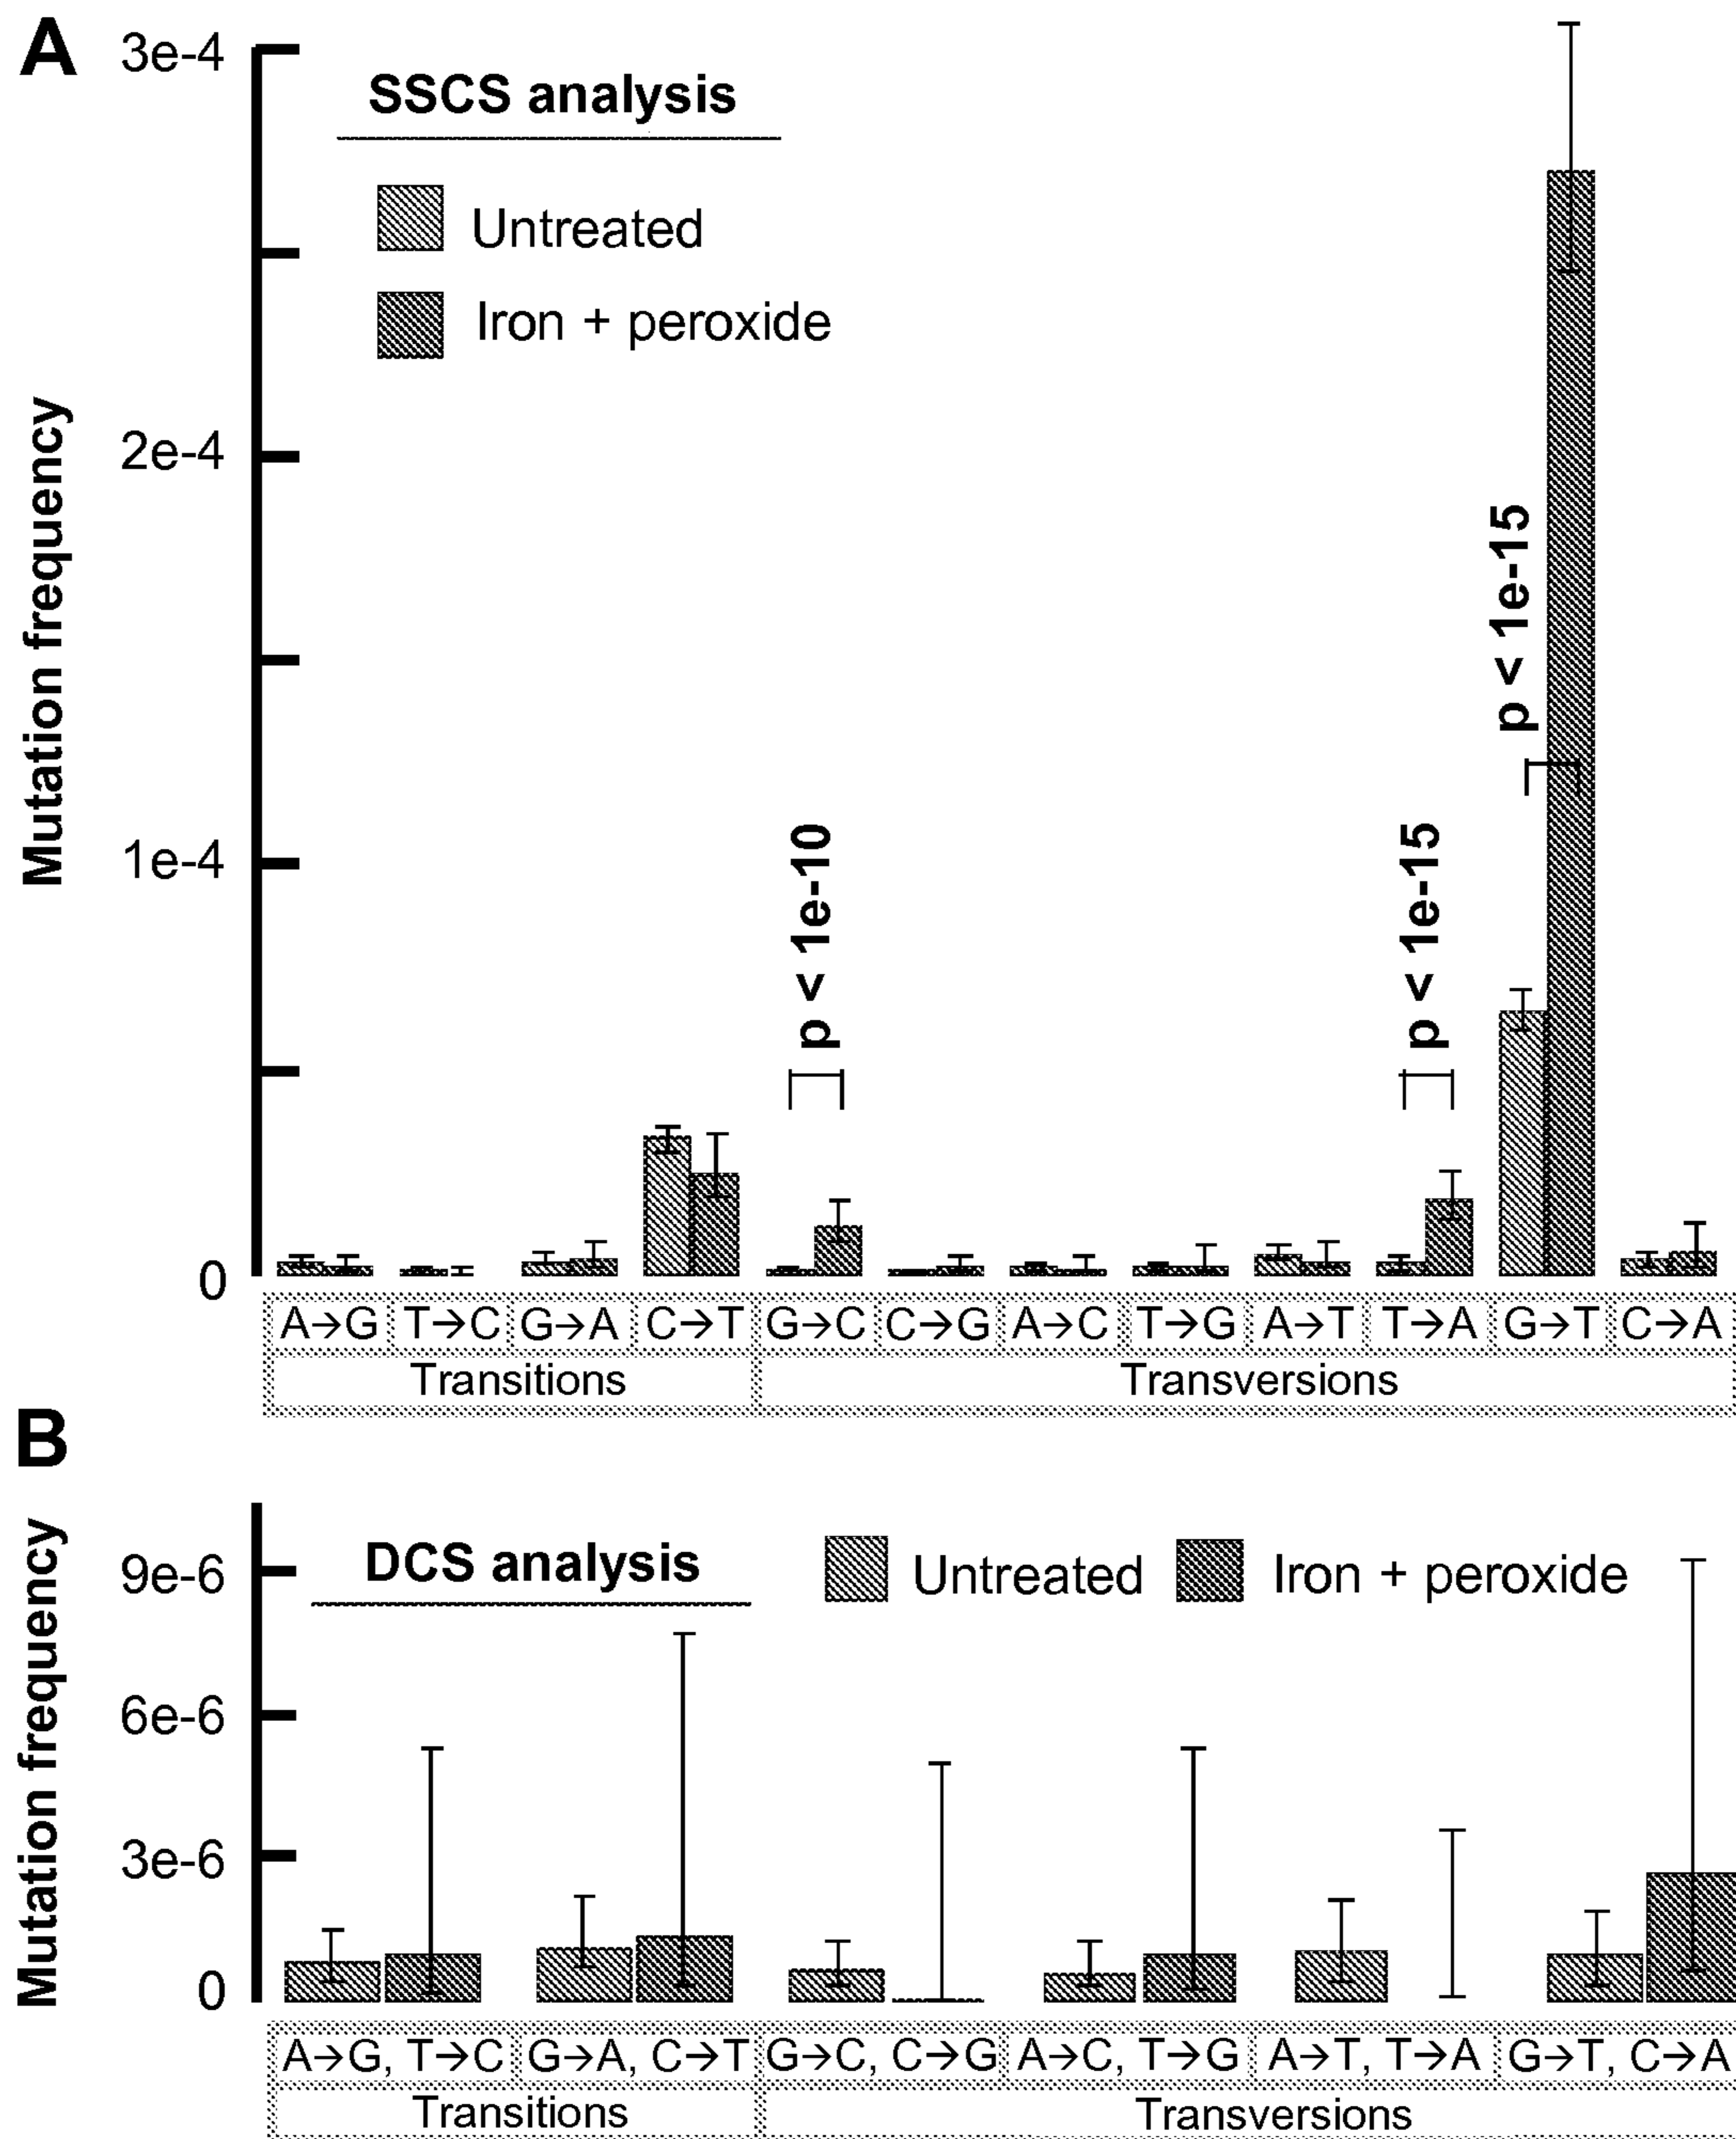 A
3e-4
SSCS analysis
Untreated
Iron + peroxide
2e-4
1e-4
0
Mutation frequency
p < 1e-10
p < 1e-15
p < 1e-15
A→G T→C G→A C→T G→C C→G A→C T→G A→T T→A G→T C→A
Transitions Transversions
B
9e-6
DCS analysis Untreated Iron + peroxide
6e-6
3e-6
0
Mutation frequency
A→G, T→C G→A, C→T G→C, C→G A→C, T→G A→T, T→A G→T, C→A
Transitions Transversions